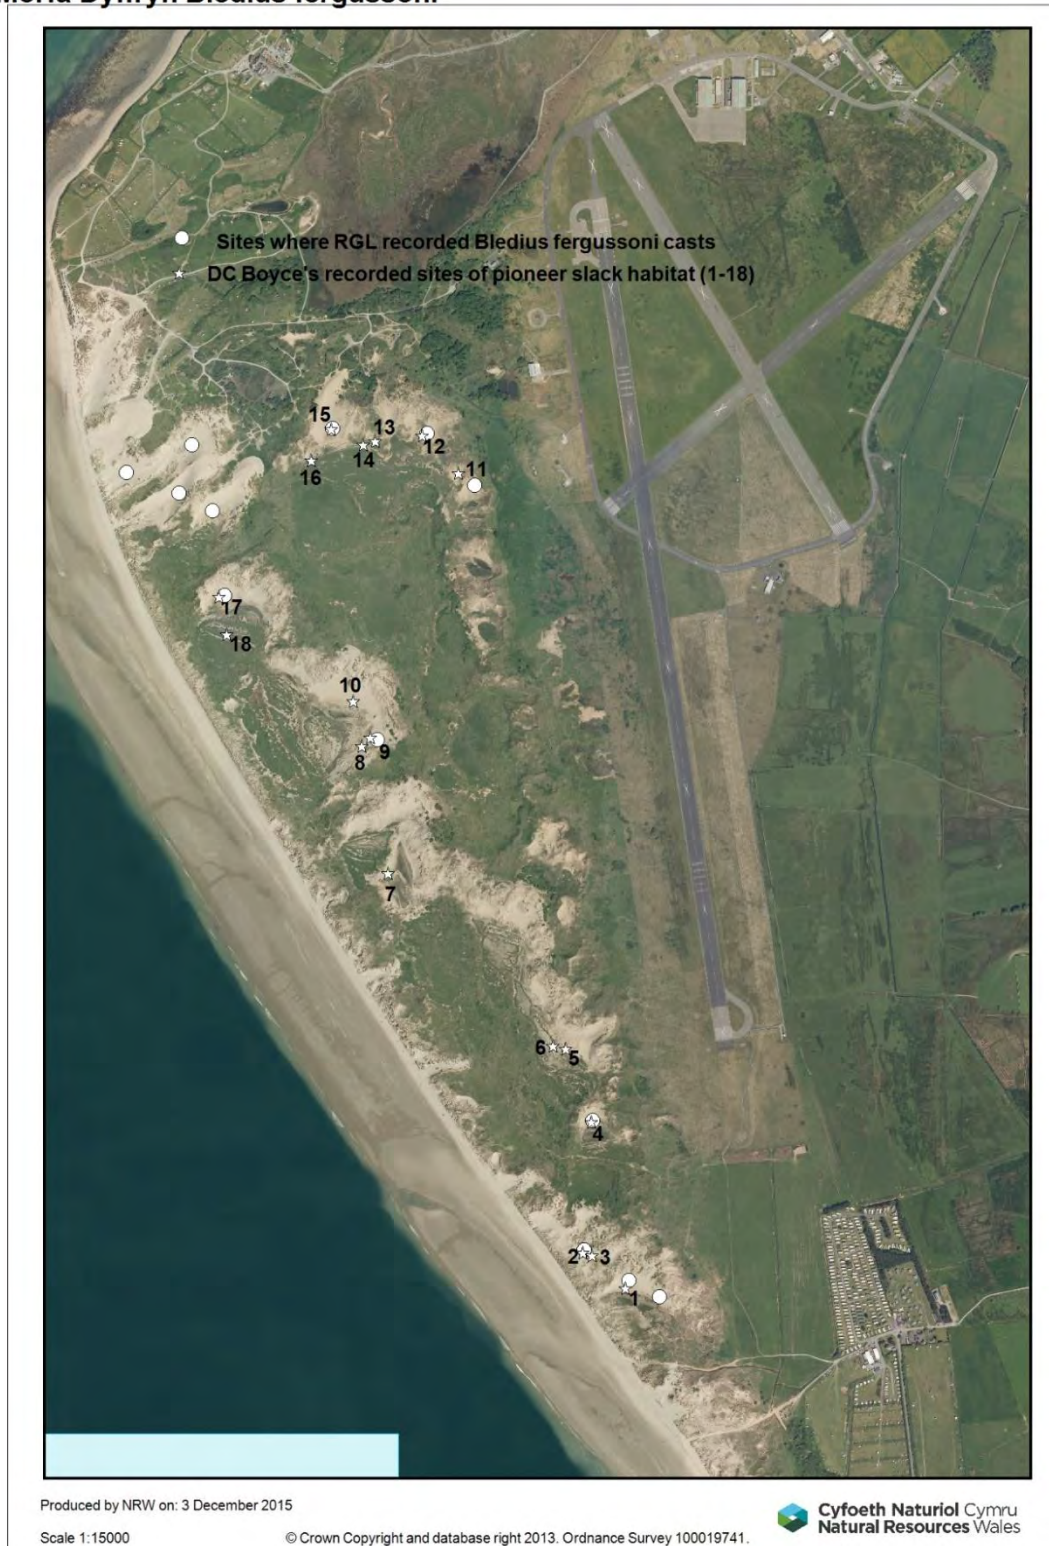 Sites where RGL recorded Bledius fergussoni casts
DC Boyce's recorded sites of pioneer slack habitat (1-18)
15
13
14
12
16
11
17
18
10
9
8
7
6
5
4
2
3
1
Produced by NRW on: 3 December 2015
Scale 1:15000
© Crown Copyright and database right 2013. Ordnance Survey 100019741.
Cyfoeth Naturiol Cymru
Natural Resources Wales